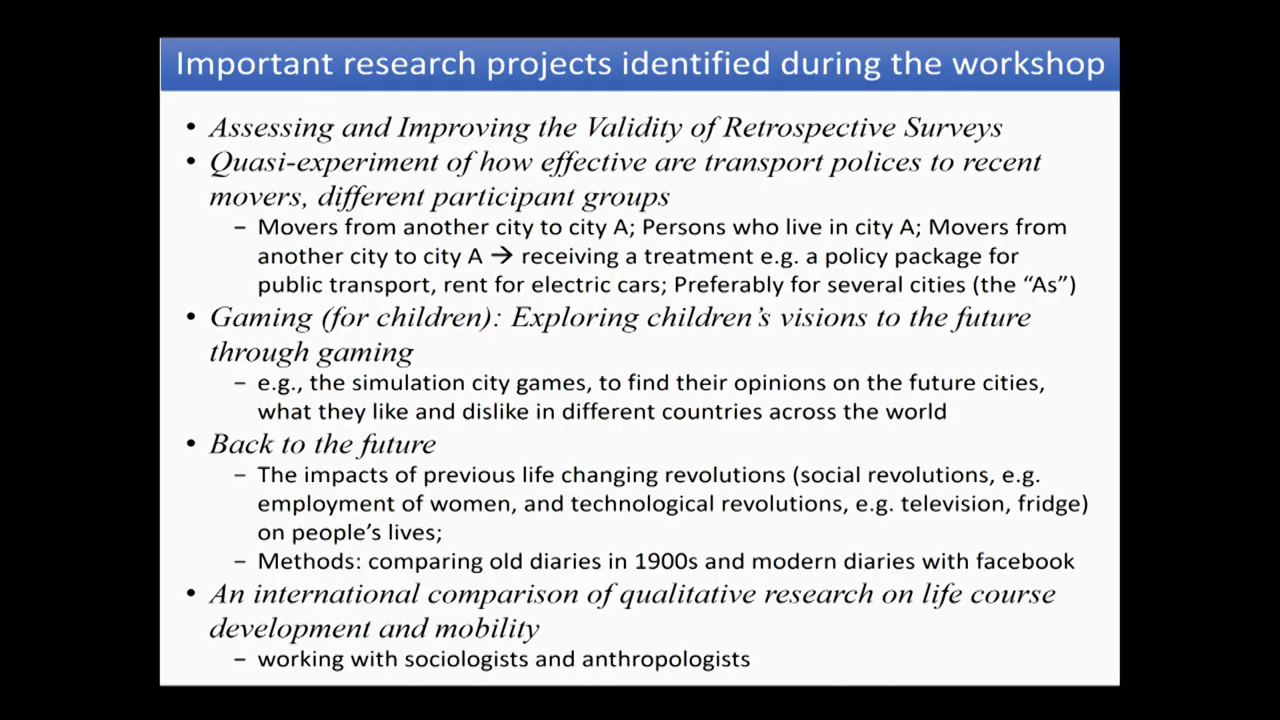 Important research projects identified during the workshop
• Assessing and Improving the Validity of Retrospective Surveys
• Quasi-experiment of how effective are transport polices to recent
movers, different participant groups
– Movers from another city to city A; Persons who live in city A; Movers from
another city to city A → receiving a treatment e.g. a policy package for
public transport, rent for electric cars; Preferably for several cities (the “As”)
• Gaming (for children): Exploring children’s visions to the future
through gaming
– e.g., the simulation city games, to find their opinions on the future cities,
what they like and dislike in different countries across the world
• Back to the future
– The impacts of previous life changing revolutions (social revolutions, e.g.
employment of women, and technological revolutions, e.g. television, fridge)
on people’s lives;
– Methods: comparing old diaries in 1900s and modern diaries with facebook
• An international comparison of qualitative research on life course
development and mobility
– working with sociologists and anthropologists